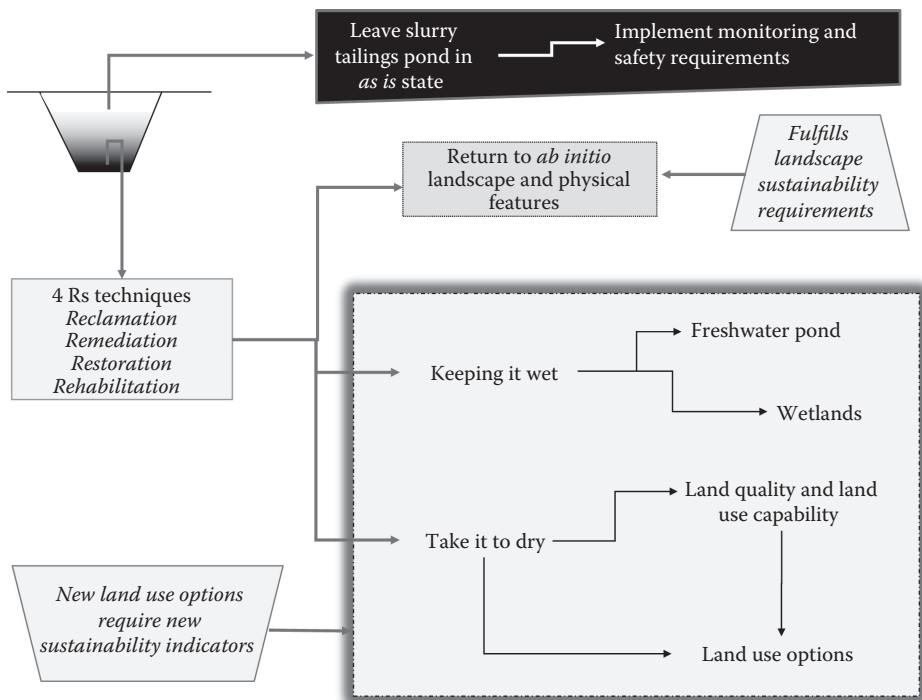 Leave slurry
tailings pond in
as is state
Implement monitoring and
safety requirements
Return to ab initio
landscape and physical
features
Fulfills
landscape
sustainability
requirements
4 Rs techniques
Reclamation
Remediation
Restoration
Rehabilitation
Keeping it wet
Freshwater pond
Wetlands
Take it to dry
Land quality and land
use capability
Land use options
New land use options
require new
sustainability indicators